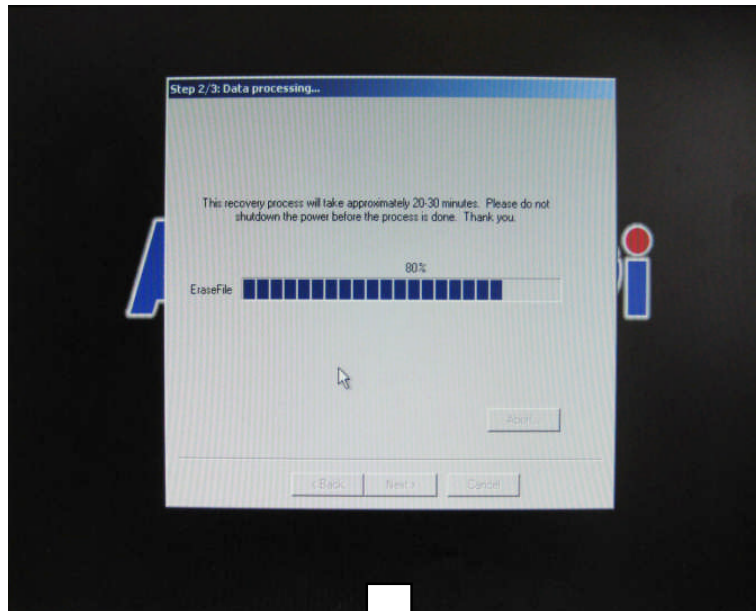 Step 2/3: Data processing...
This recovery process will take approximately 20-30 minutes. Please do not
shutdown the power before the process is done. Thank you.
80%
EraseFile
Abort...
< Back
Next >
Cancel